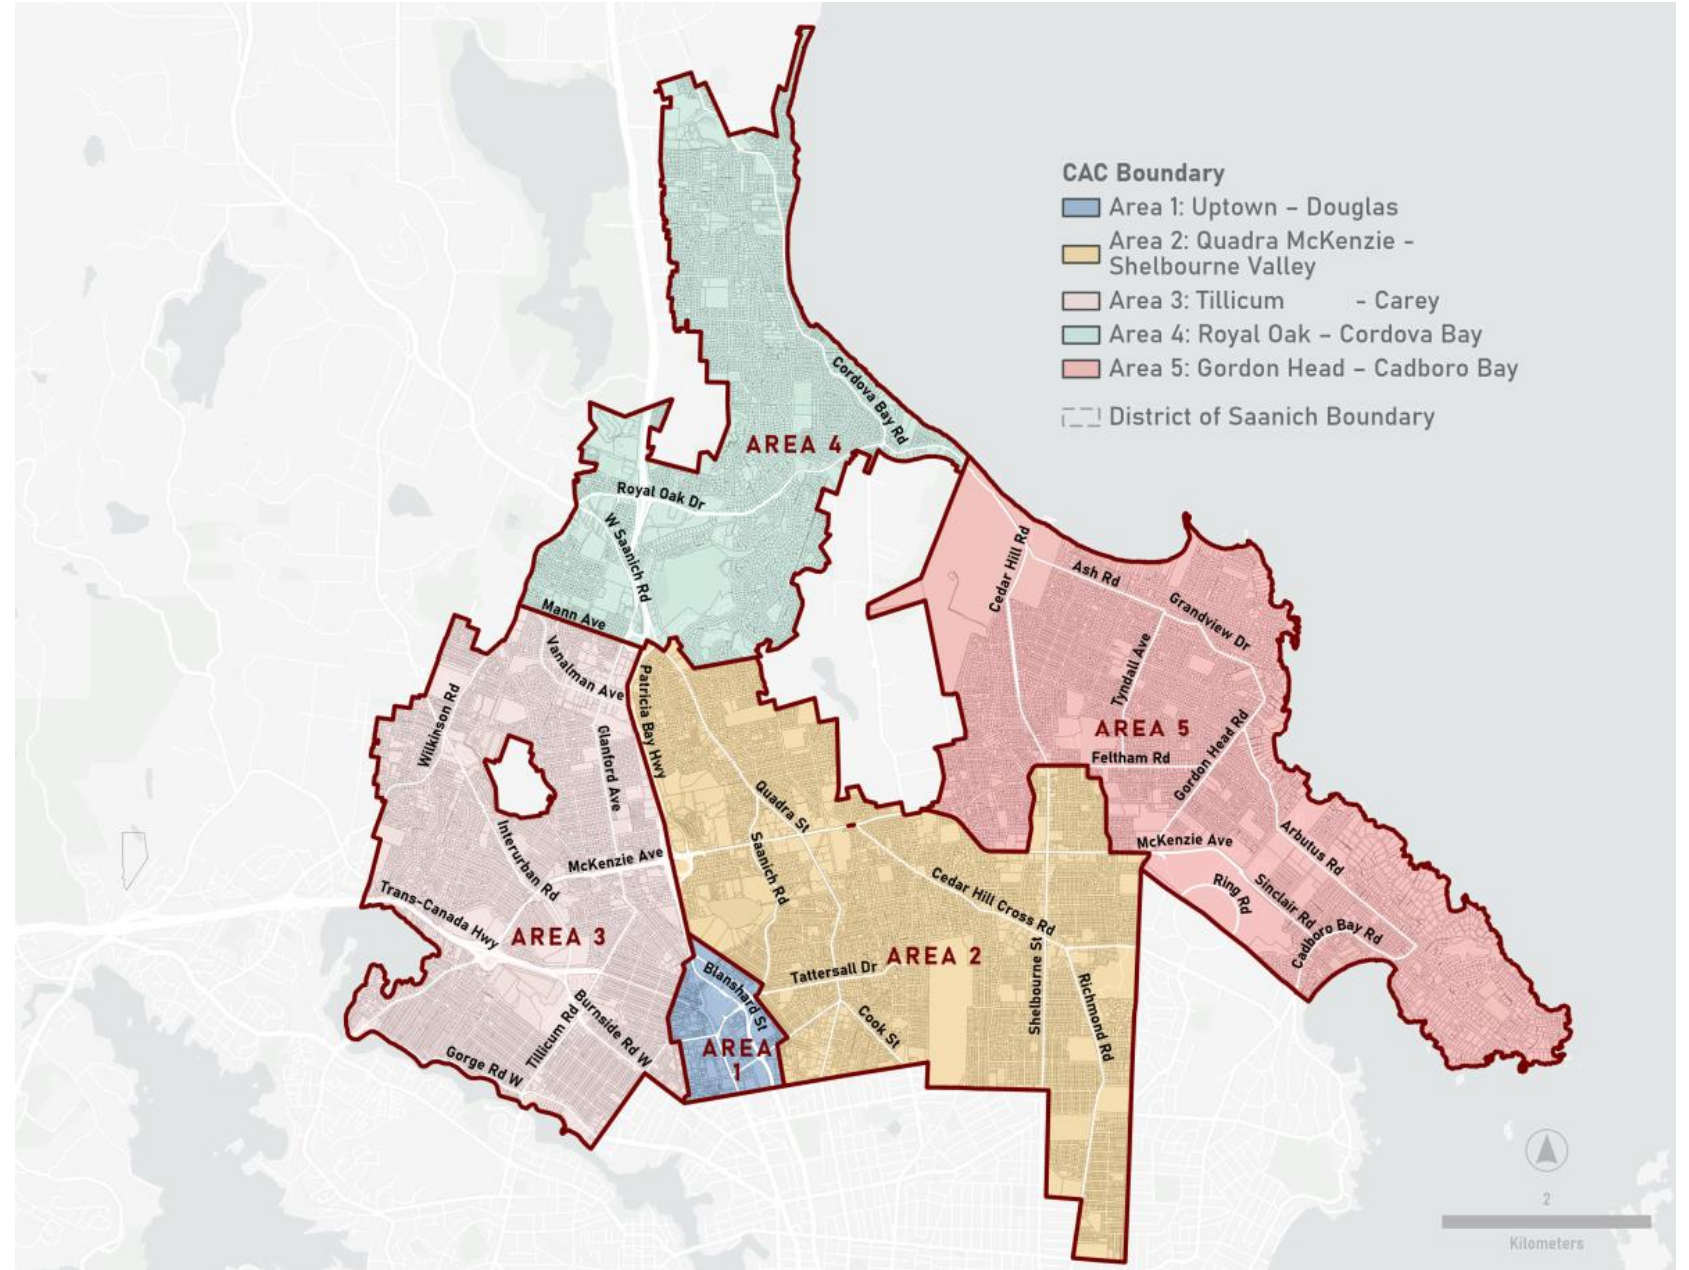 CAC Boundary
Area 1: Uptown – Douglas
Area 2: Quadra McKenzie -
Shelbourne Valley
Area 3: Tillicum - Carey
Area 4: Royal Oak – Cordova Bay
Area 5: Gordon Head – Cadboro Bay
District of Saanich Boundary
Cordova Bay Rd
AREA 4
Royal Oak Dr
W Saanich Rd
Mann Ave
Cedar Hill Rd
Ash Rd
Grandview Dr
Tyndall Ave
AREA 5
Feltham Rd
Gordon Head Rd
McKenzie Ave
Arbutus Rd
Ring Rd
Sinclair Rd
Cadboro Bay Rd
Vanalman Ave
Patricia Bay Hwy
Wilkinson Rd
Glanford Ave
Interurban Rd
McKenzie Ave
Trans-Canada Hwy
AREA 3
Burnside Rd W
Tillicum Rd
Gorge Rd W
Quadra St
Saanich Rd
Cedar Hill Cross Rd
AREA 2
Tattersall Dr
Shelbourne St
Richmond Rd
Cook St
Blanshard St
AREA
1
2
Kilometers